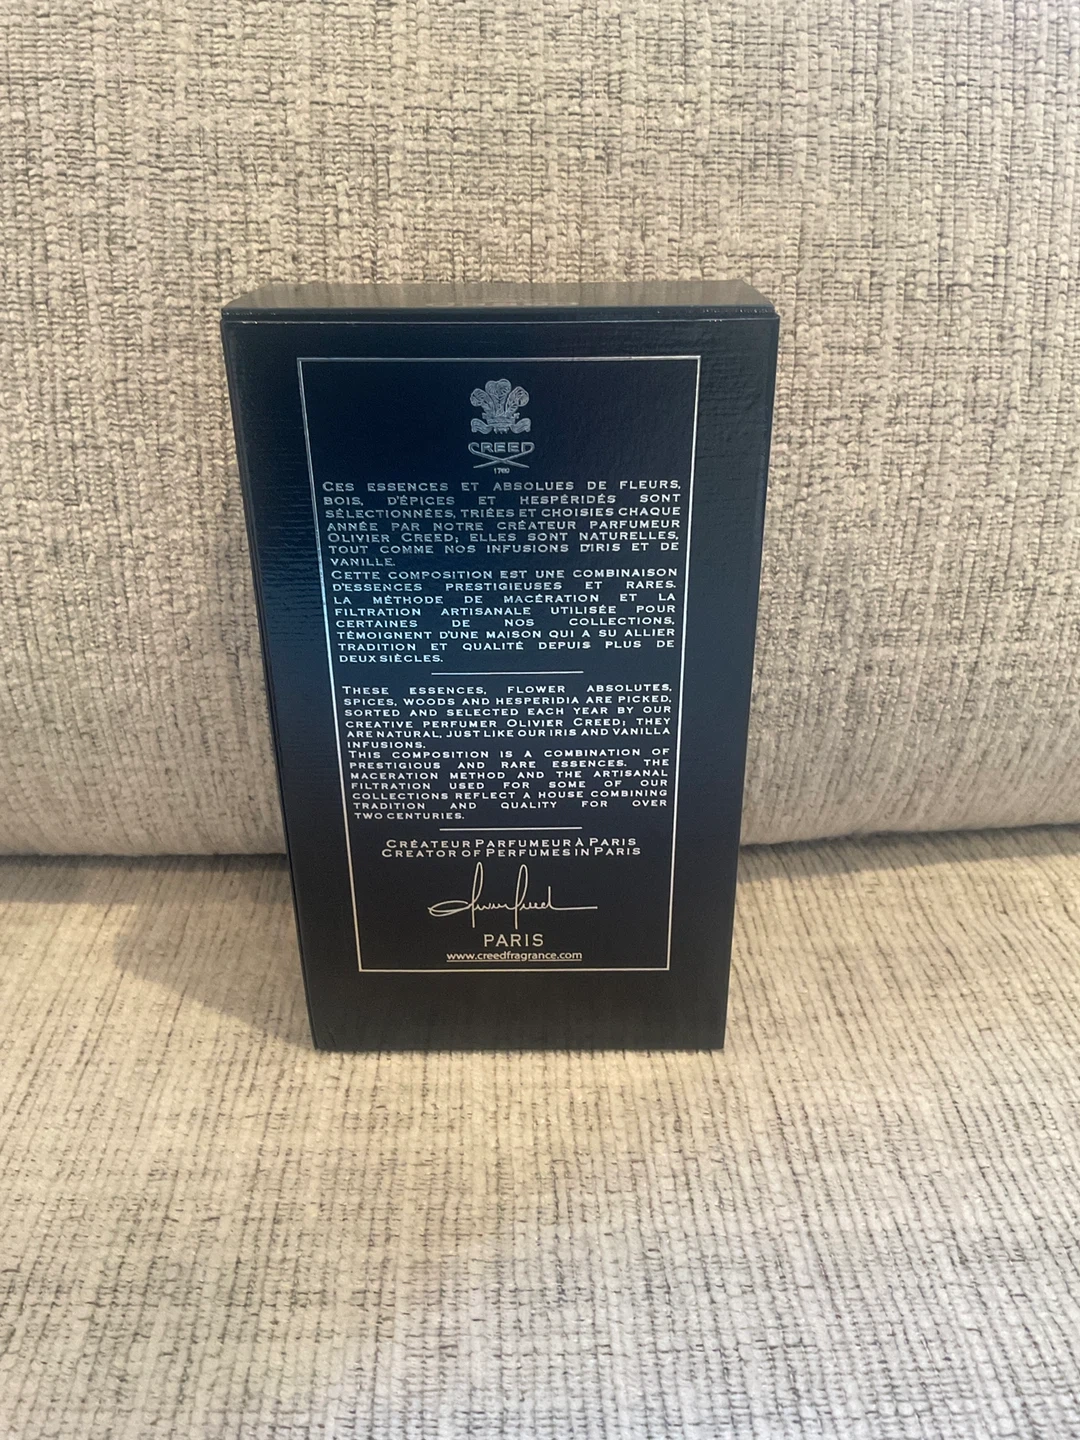 CREED
1760
CES ESSENCES ET ABSOLUES DE FLEURS,
BOIS, D'ÉPICES ET HESPÉRIDÉS SONT
SÉLECTIONNÉES, TRIÉES ET CHOISIES CHAQUE
ANNÉE PAR NOTRE CRÉATEUR PARFUMEUR
OLIVIER CREED; ELLES SONT NATURELLES,
TOUT COMME NOS INFUSIONS D'IRIS ET DE
VANILLE.
CETTE COMPOSITION EST UNE COMBINAISON
D'ESSENCES PRESTIGIEUSES ET RARES.
LA MÉTHODE DE MACÉRATION ET LA
FILTRATION ARTISANALE UTILISÉE POUR
CERTAINES DE NOS COLLECTIONS,
TÉMOIGNENT D'UNE MAISON QUI A SU ALLIER
TRADITION ET QUALITÉ DEPUIS PLUS DE
DEUX SIÈCLES.
THESE ESSENCES, FLOWER ABSOLUTES,
SPICES, WOODS AND HESPERIDIA ARE PICKED,
SORTED AND SELECTED EACH YEAR BY OUR
CREATIVE PERFUMER OLIVIER CREED; THEY
ARE NATURAL, JUST LIKE OUR IRIS AND VANILLA
INFUSIONS.
THIS COMPOSITION IS A COMBINATION OF
PRESTIGIOUS AND RARE ESSENCES. THE
MACERATION METHOD AND THE ARTISANAL
FILTRATION USED FOR SOME OF OUR
COLLECTIONS REFLECT A HOUSE COMBINING
TRADITION AND QUALITY FOR OVER
TWO CENTURIES.
CRÉATEUR PARFUMEUR À PARIS
CREATOR OF PERFUMES IN PARIS
Olivier Creed
PARIS
www.creedfragrance.com